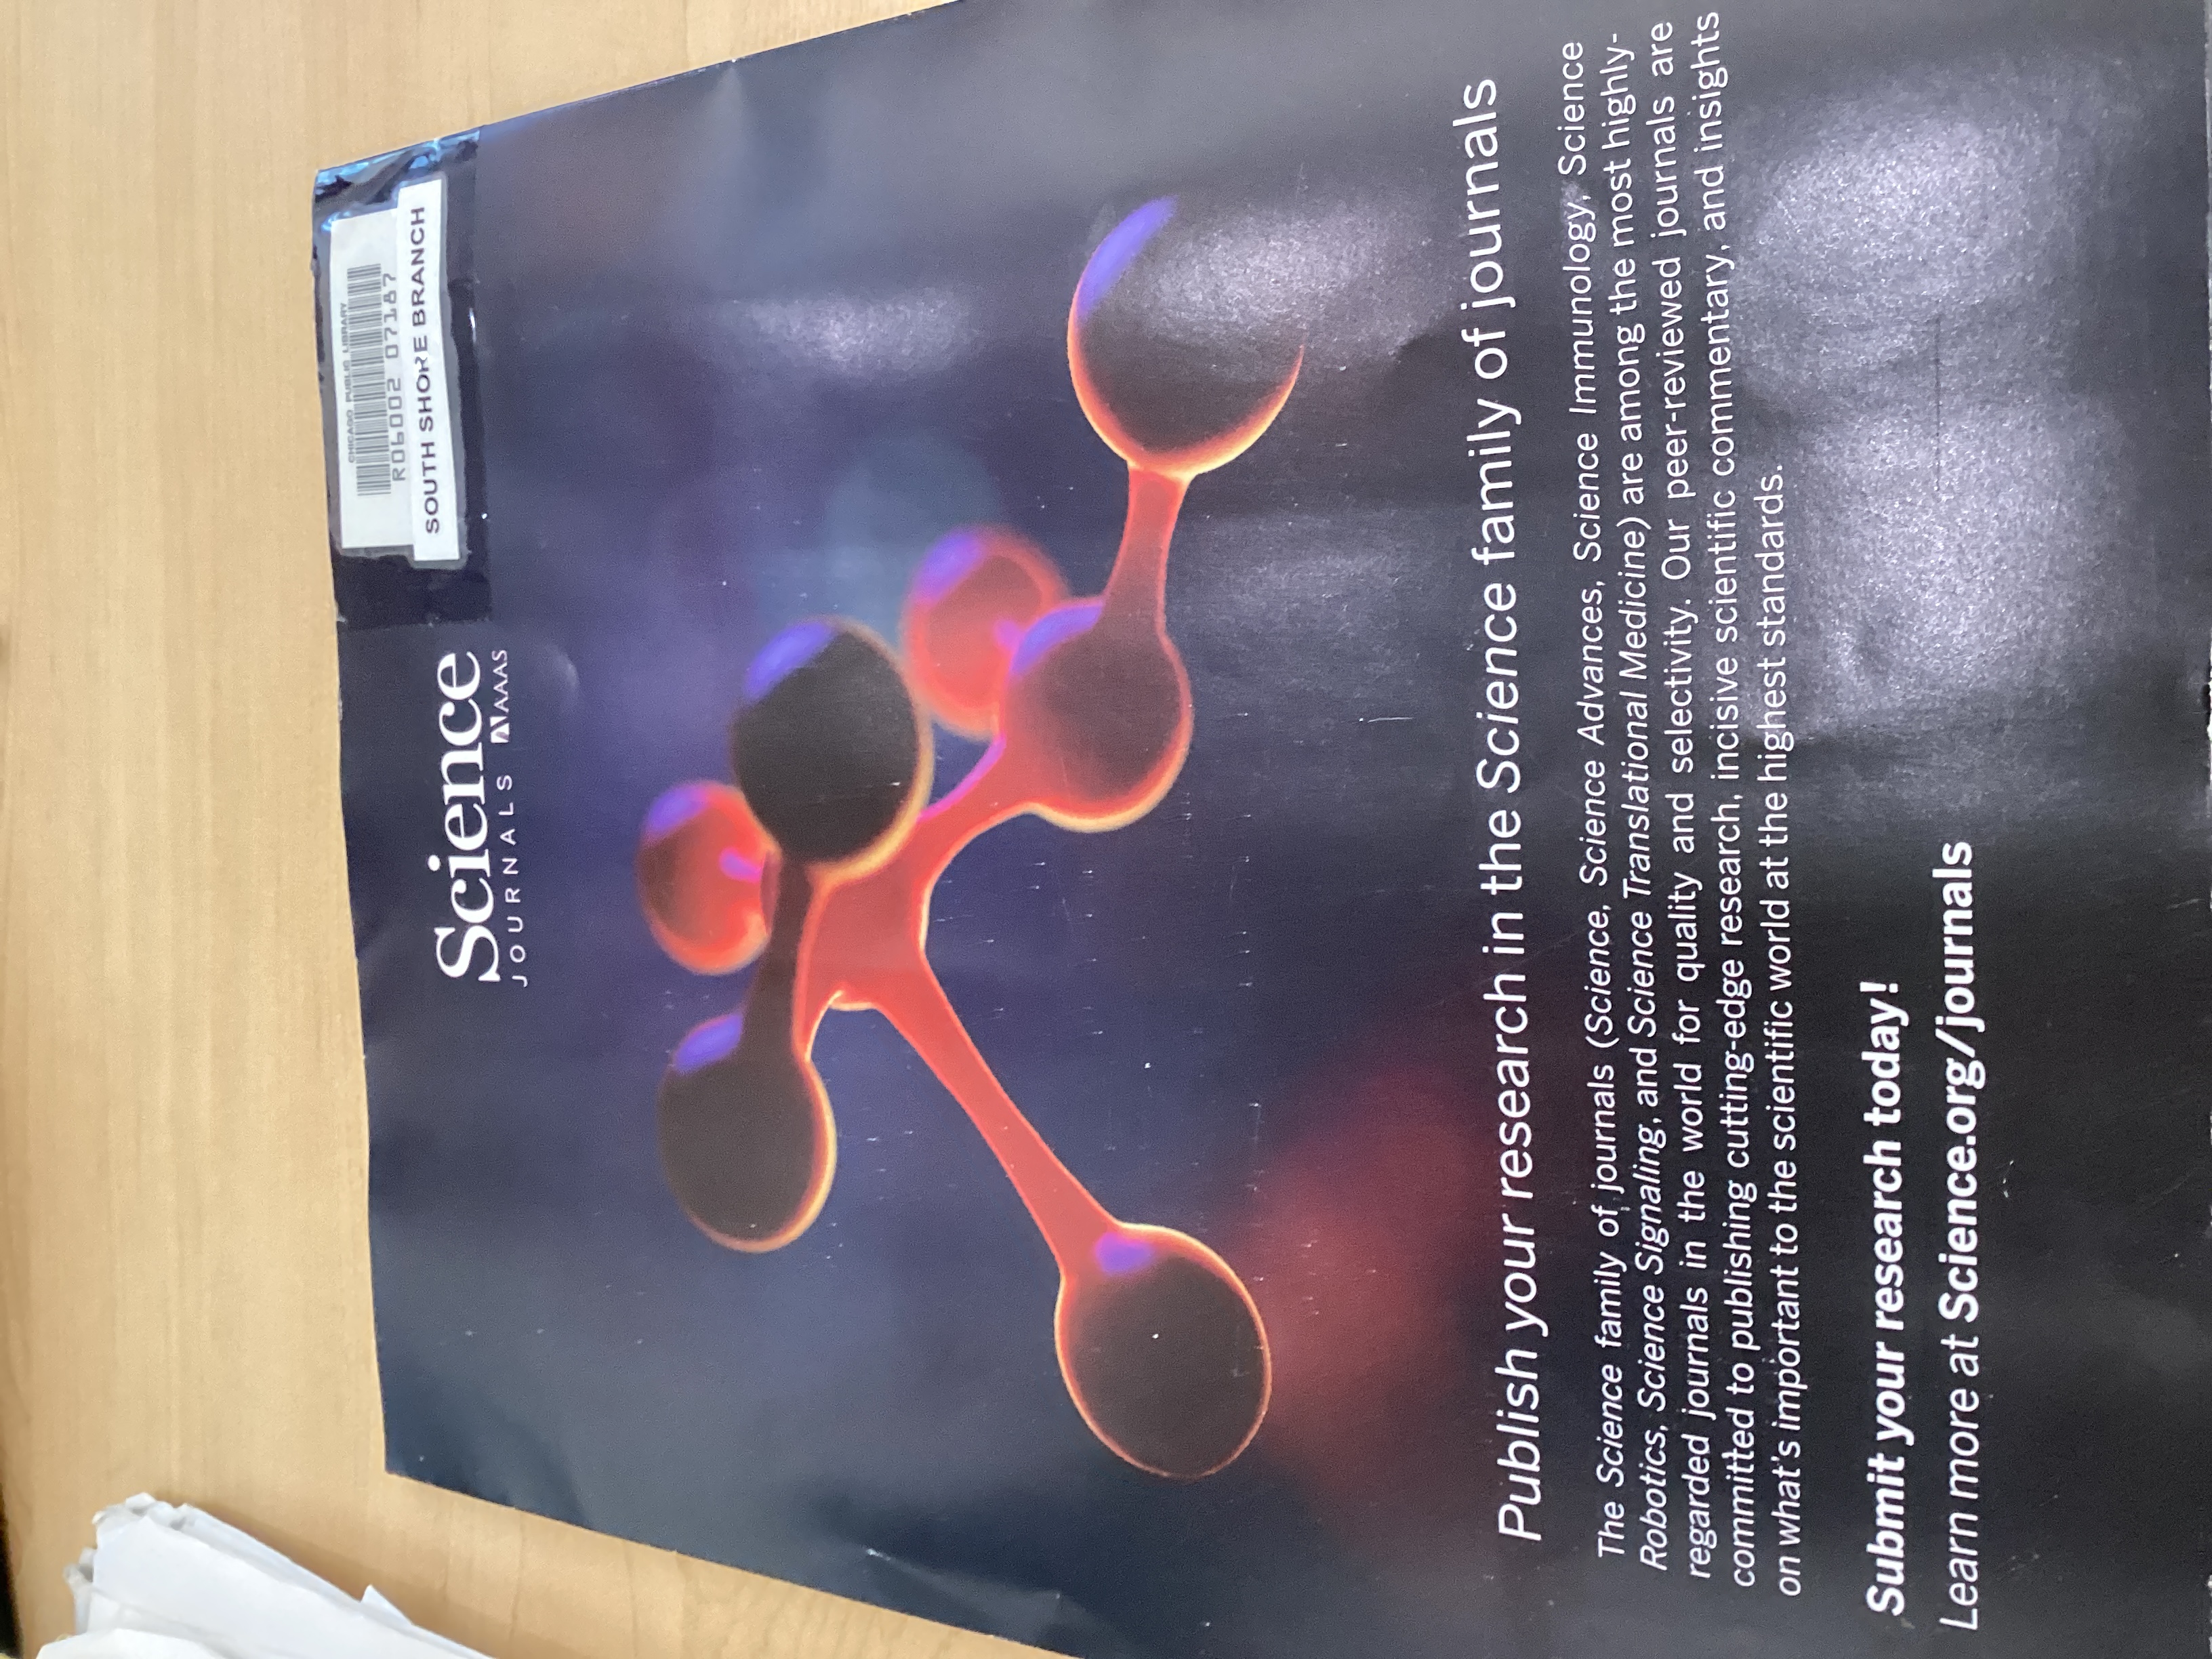 CHICAGO PUBLIC LIBRARY
R06002 07187
SOUTH SHORE BRANCH
Science
JOURNALS AAAS
Publish your research in the Science family of journals
The Science family of journals (Science, Science Advances, Science Immunology, Science
Robotics, Science Signaling, and Science Translational Medicine) are among the most highly-
regarded journals in the world for quality and selectivity. Our peer-reviewed journals are
committed to publishing cutting-edge research, incisive scientific commentary, and insights
on what's important to the scientific world at the highest standards.
Submit your research today!
Learn more at Science.org/journals